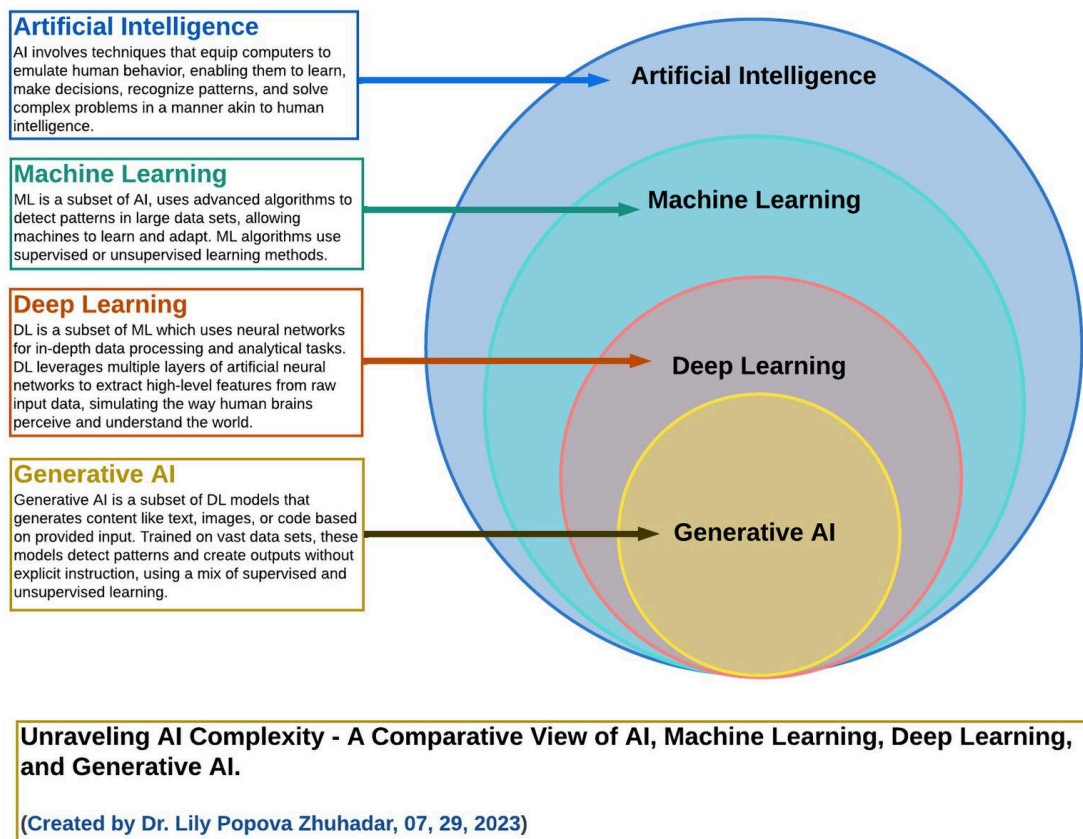 Artificial Intelligence
AI involves techniques that equip computers to
emulate human behavior, enabling them to learn,
make decisions, recognize patterns, and solve
complex problems in a manner akin to human
intelligence.
Machine Learning
ML is a subset of AI, uses advanced algorithms to
detect patterns in large data sets, allowing
machines to learn and adapt. ML algorithms use
supervised or unsupervised learning methods.
Deep Learning
DL is a subset of ML which uses neural networks
for in-depth data processing and analytical tasks.
DL leverages multiple layers of artificial neural
networks to extract high-level features from raw
input data, simulating the way human brains
perceive and understand the world.
Generative AI
Generative AI is a subset of DL models that
generates content like text, images, or code based
on provided input. Trained on vast data sets, these
models detect patterns and create outputs without
explicit instruction, using a mix of supervised and
unsupervised learning.
Artificial Intelligence
Machine Learning
Deep Learning
Generative AI
Unraveling AI Complexity - A Comparative View of AI, Machine Learning, Deep Learning,
and Generative AI.
(Created by Dr. Lily Popova Zhuhadar, 07, 29, 2023)